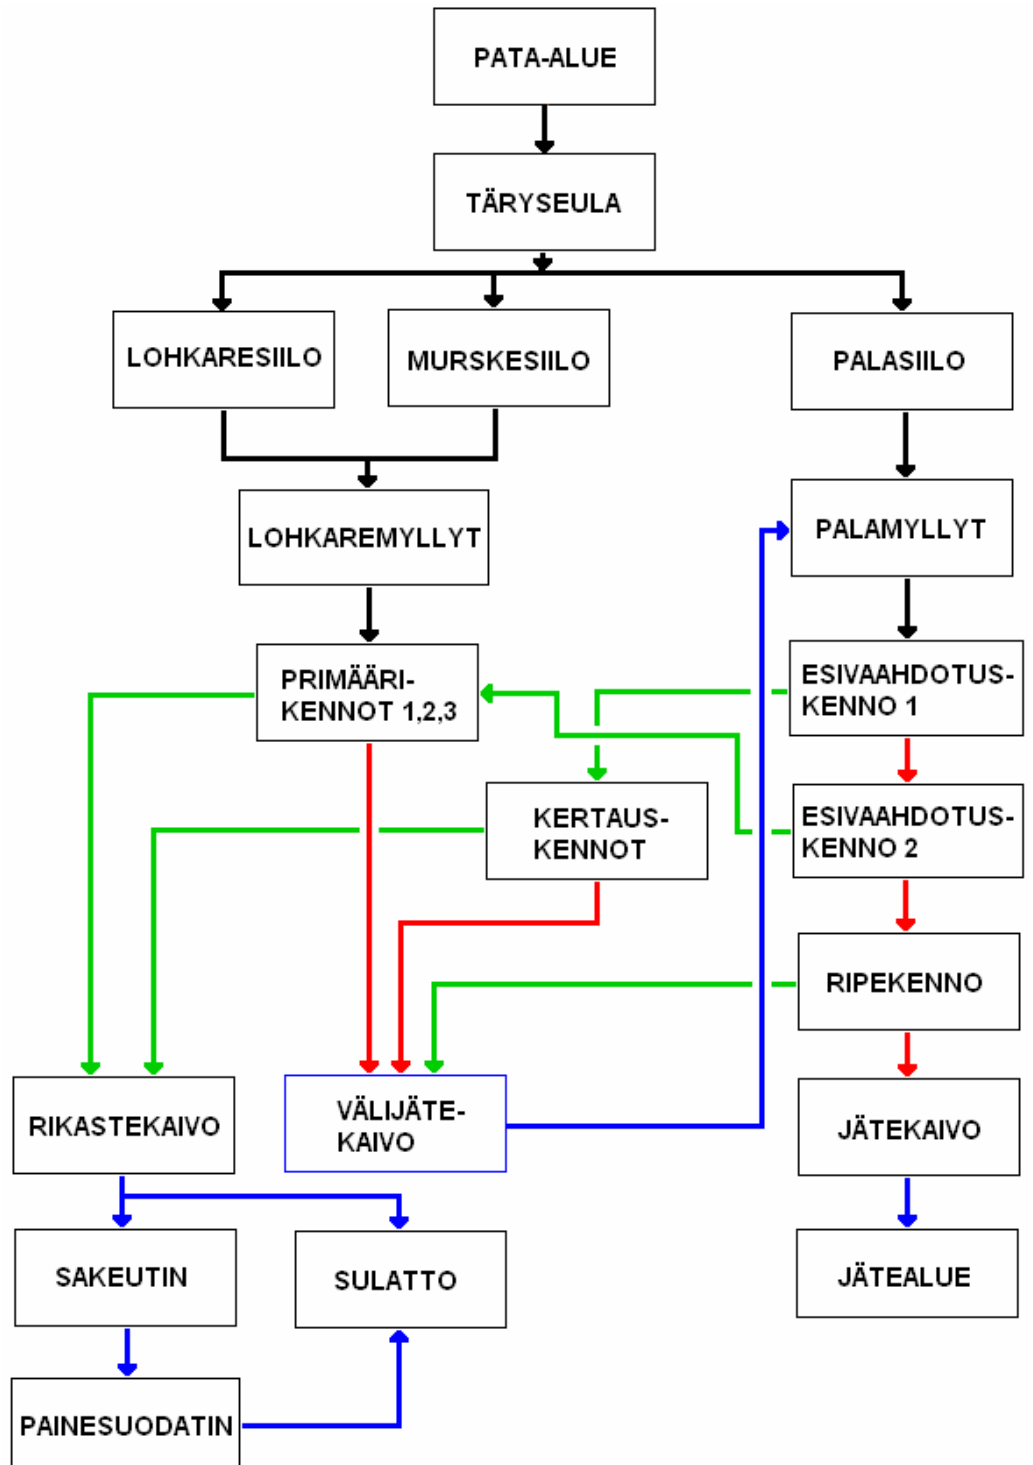 PATA-ALUE
TÄRYSEULA
LOHKARESIILO
MURSKESIILO
PALASIILO
LOHKAREMYLLYT
PALAMYLLYT
PRIMÄÄRI-
KENNOT 1,2,3
ESIVAAHDOTUS-
KENNO 1
KERTAUS-
KENNOT
ESIVAAHDOTUS-
KENNO 2
RIPEKENNO
RIKASTEKAIVO
VÄLIJÄTE-
KAIVO
JÄTEKAIVO
SAKEUTIN
SULATTO
JÄTEALUE
PAINESUODATIN